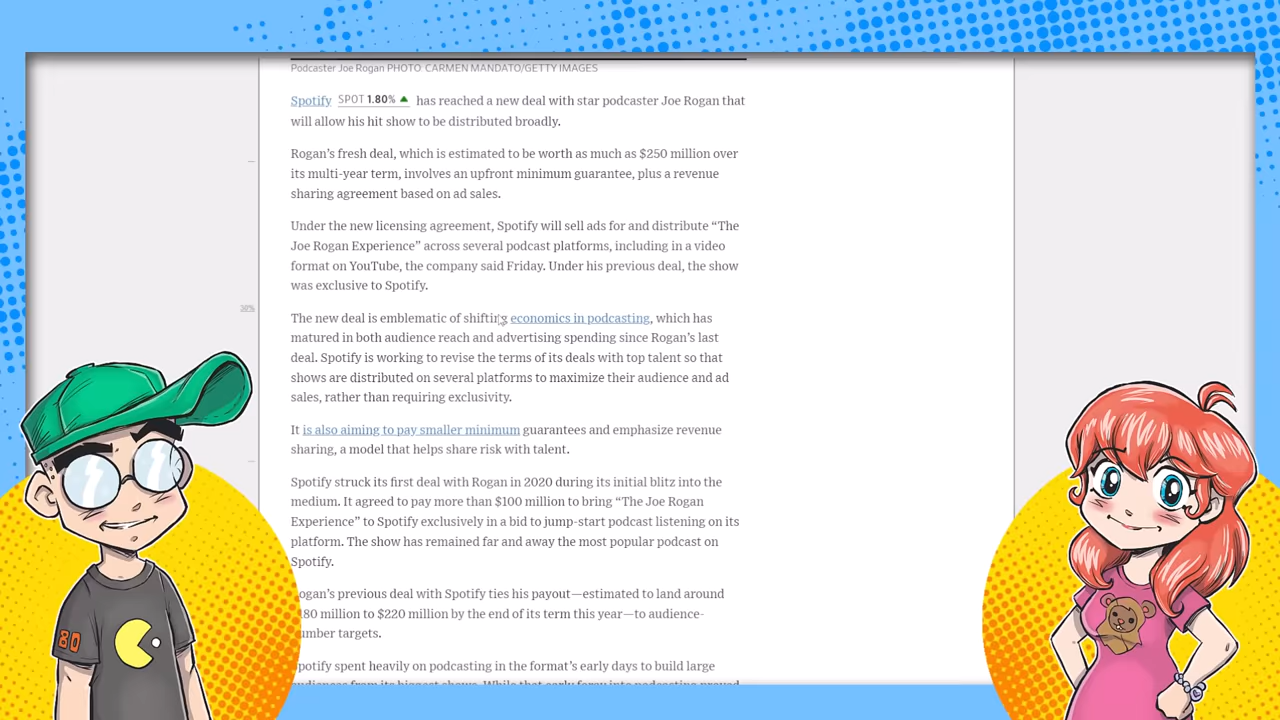 Podcaster Joe Rogan PHOTO: CARMEN MANDATO/GETTY IMAGES
Spotify SPOT 1.80% ▲ has reached a new deal with star podcaster Joe Rogan that
will allow his hit show to be distributed broadly.
Rogan’s fresh deal, which is estimated to be worth as much as $250 million over
its multi-year term, involves an upfront minimum guarantee, plus a revenue
sharing agreement based on ad sales.
Under the new licensing agreement, Spotify will sell ads for and distribute “The
Joe Rogan Experience” across several podcast platforms, including in a video
format on YouTube, the company said Friday. Under his previous deal, the show
was exclusive to Spotify.
The new deal is emblematic of shifting economics in podcasting, which has
matured in both audience reach and advertising spending since Rogan’s last
deal. Spotify is working to revise the terms of its deals with top talent so that
shows are distributed on several platforms to maximize their audience and ad
sales, rather than requiring exclusivity.
It is also aiming to pay smaller minimum guarantees and emphasize revenue
sharing, a model that helps share risk with talent.
Spotify struck its first deal with Rogan in 2020 during its initial blitz into the
medium. It agreed to pay more than $100 million to bring “The Joe Rogan
Experience” to Spotify exclusively in a bid to jump-start podcast listening on its
platform. The show has remained far and away the most popular podcast on
Spotify.
ogan’s previous deal with Spotify ties his payout—estimated to land around
80 million to $220 million by the end of its term this year—to audience-
umber targets.
potify spent heavily on podcasting in the format’s early days to build large
80